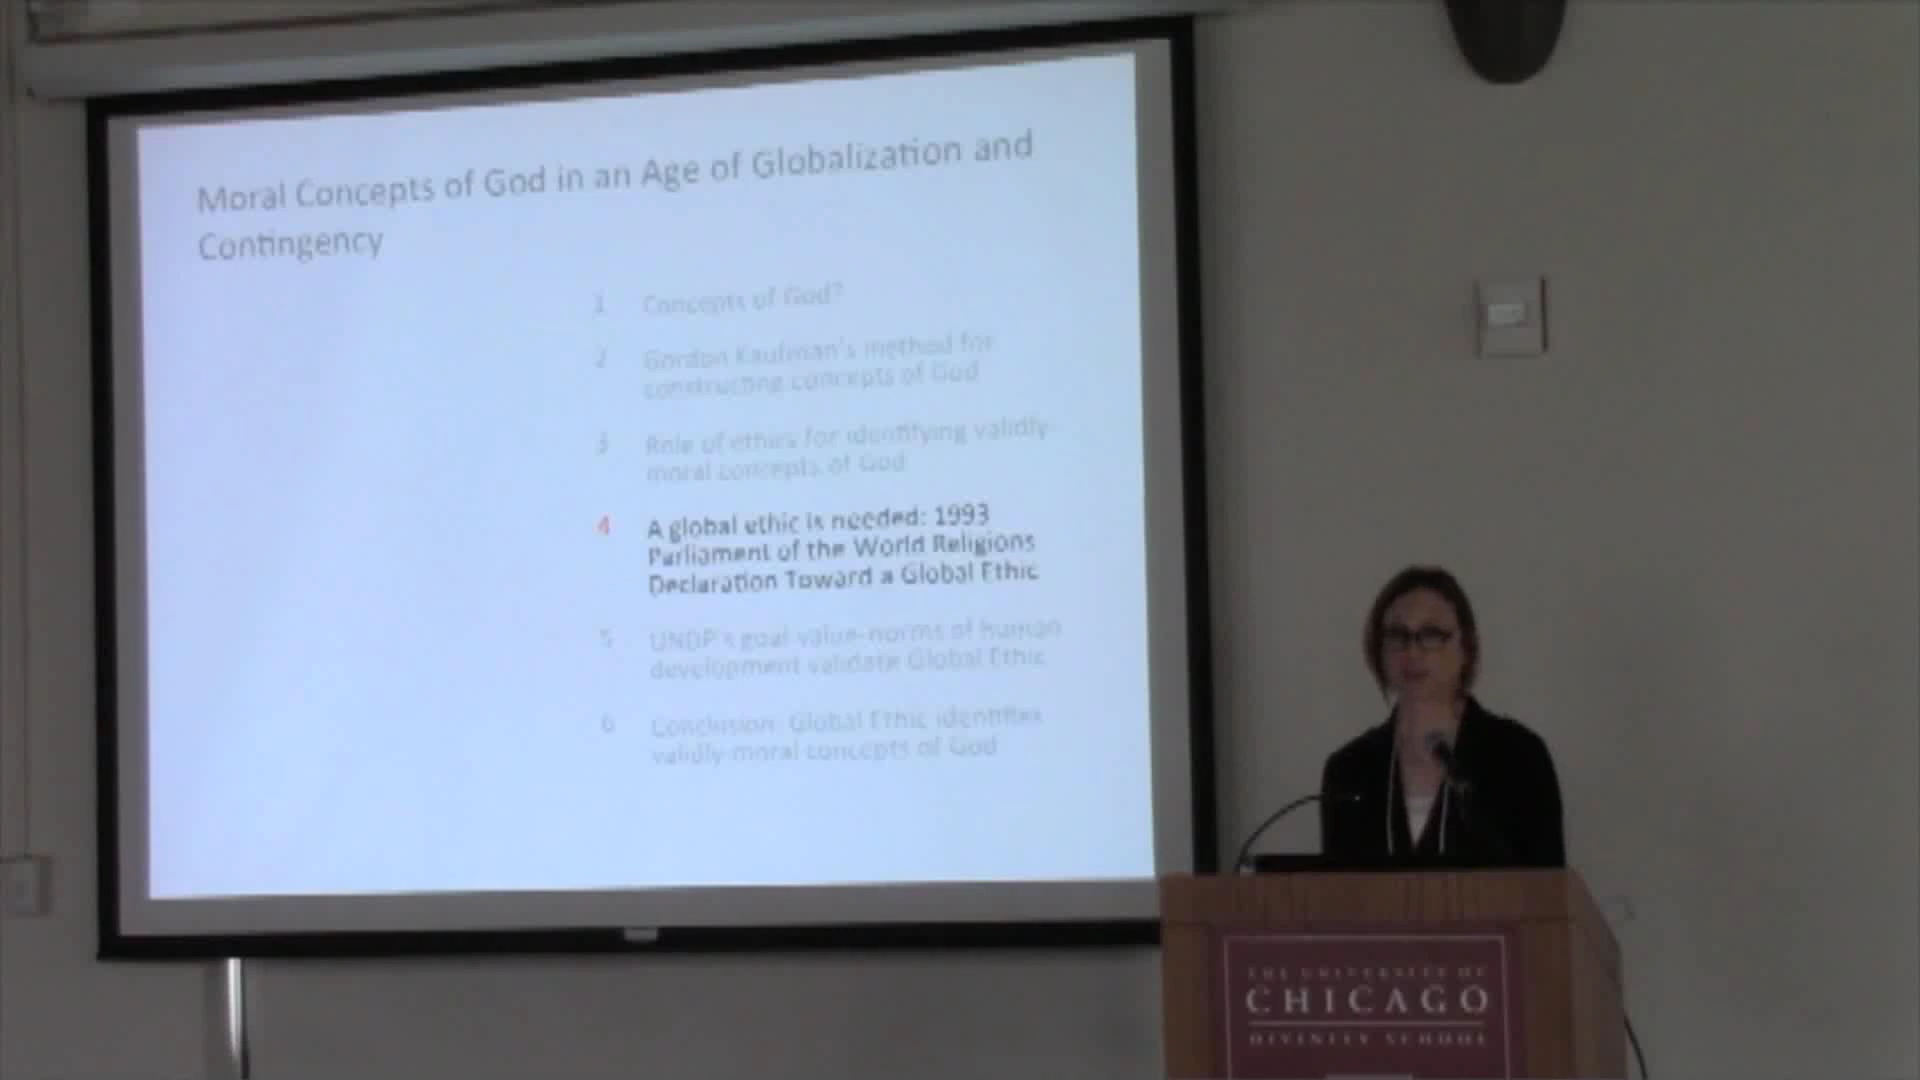 Moral Concepts of God in an Age of Globalization and
Contingency
1 Concepts of God?
2 Gordon Kaufman's method for
constructing concepts of God
3 Role of ethics for identifying validly
moral concepts of God
4 A global ethic is needed: 1993
Parliament of the World Religions
Declaration Toward a Global Ethic
5 UNDP's goal value-norms of human
development validate Global Ethic
6 Conclusion: Global Ethic identifies
validly moral concepts of God
THE UNIVERSITY OF
CHICAGO
DIVINITY SCHOOL